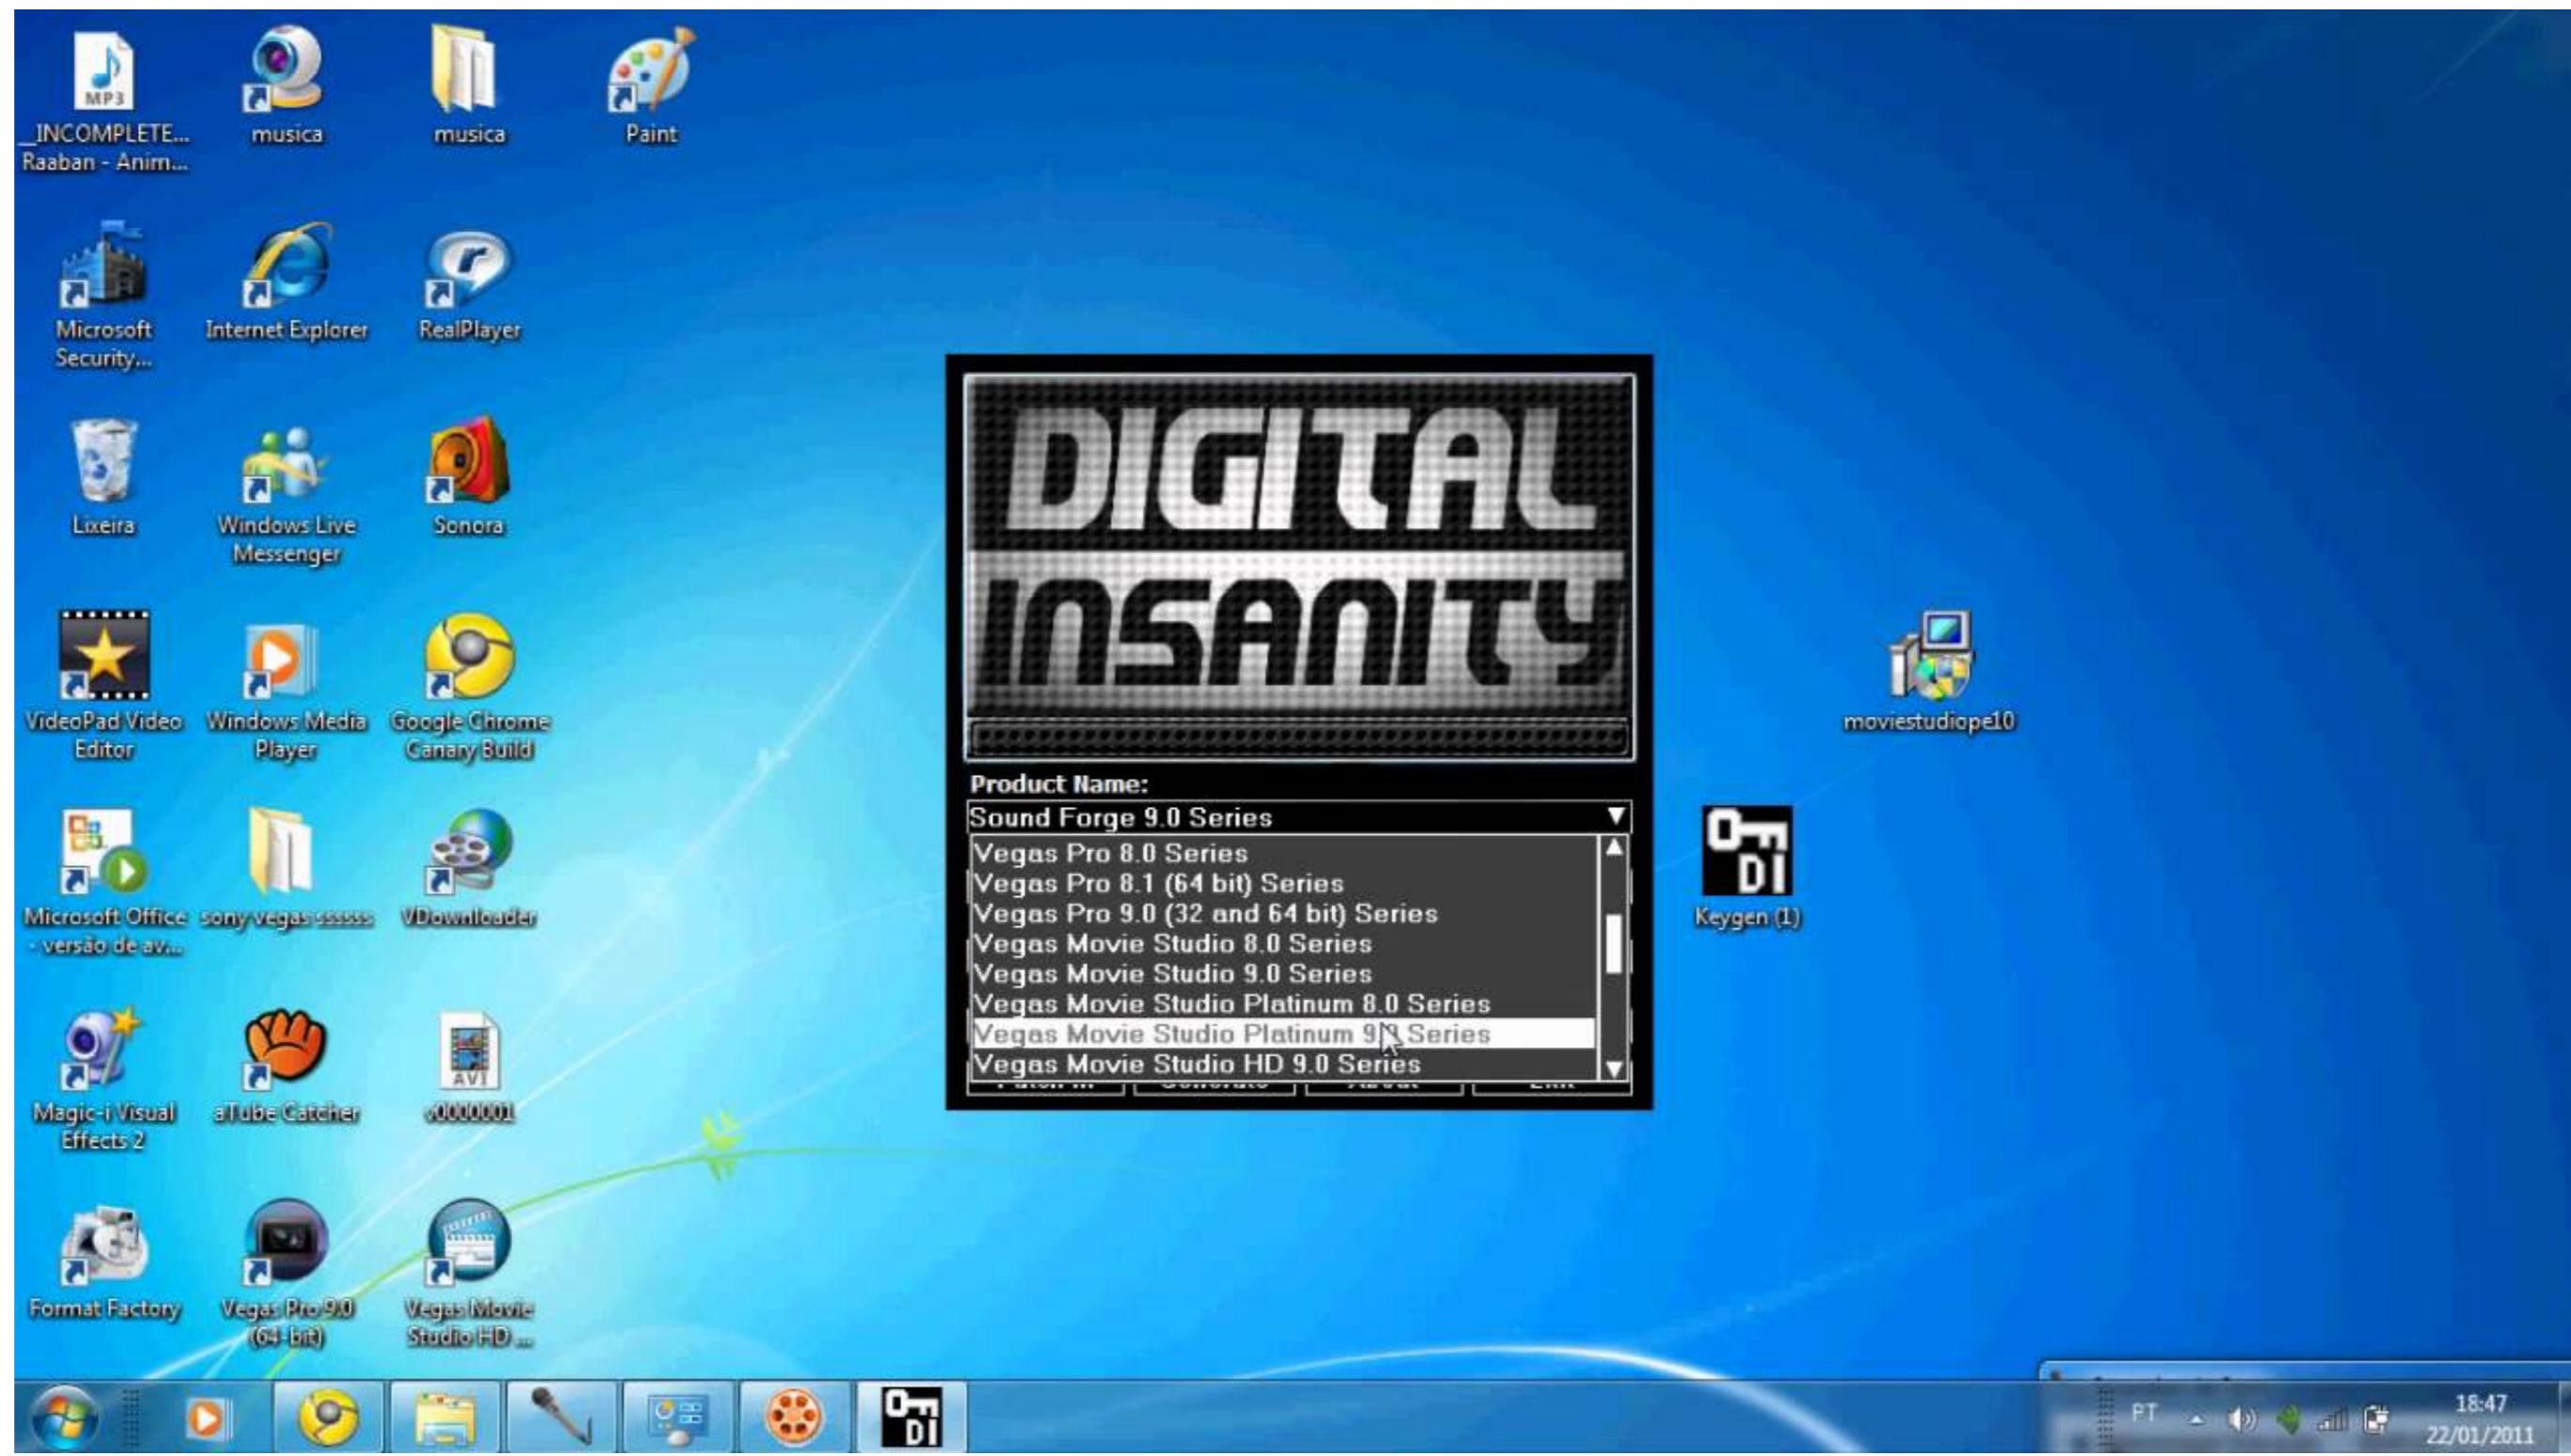 MP3
__INCOMPLETE...
Raaban - Anim...
musica
musica
Paint
Microsoft
Security...
Internet Explorer
RealPlayer
Lixeira
Windows Live
Messenger
Sonora
VideoPad Video
Editor
Windows Media
Player
Google Chrome
Canary Build
Microsoft Office
- versão de av...
sony vegas ssssss
VDownloader
Magic-i Visual
Effects 2
aTube Catcher
AVI
v0000001
Format Factory
Vegas Pro 9.0
(64-bit)
Vegas Movie
Studio HD ...
DIGITAL
INSANITY
Product Name:
Sound Forge 9.0 Series
Vegas Pro 8.0 Series
Vegas Pro 8.1 (64 bit) Series
Vegas Pro 9.0 (32 and 64 bit) Series
Vegas Movie Studio 8.0 Series
Vegas Movie Studio 9.0 Series
Vegas Movie Studio Platinum 8.0 Series
Vegas Movie Studio Platinum 9.0 Series
Vegas Movie Studio HD 9.0 Series
moviestudiope10
DI
Keygen (1)
DI
PT
18:47
22/01/2011